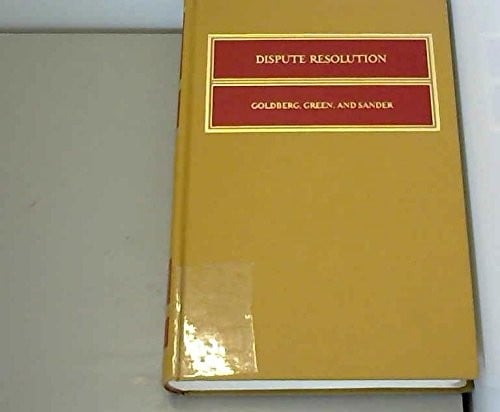 DISPUTE RESOLUTION
GOLDBERG, GREEN, AND SANDER